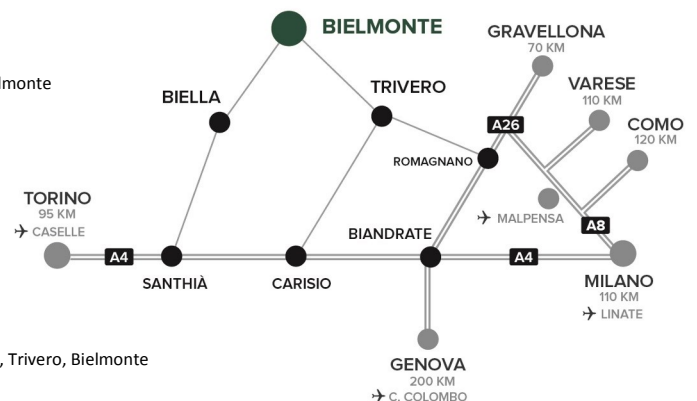 BIELMONTE
GRAVELLONA
70 KM
lmonte
VARESE
110 KM
BIELLA
TRIVERO
A26
COMO
120 KM
ROMAGNANO
TORINO
95 KM
CASELLE
MALPENSA
BIANDRATE
A8
A4
A4
SANTHIÀ
CARISIO
MILANO
110 KM
LINATE
, Trivero, Bielmonte
GENOVA
200 KM
C. COLOMBO